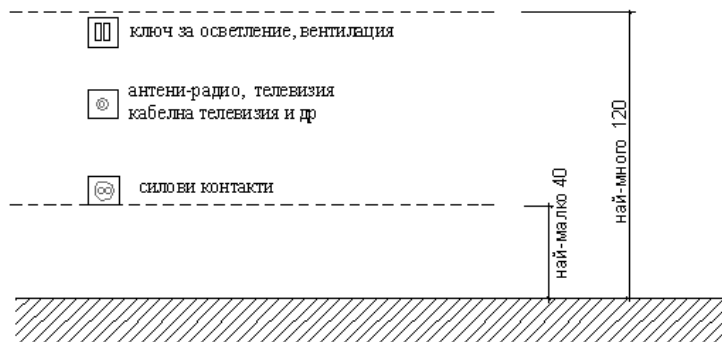 ключ за осветление, вентилация
антени-радио, телевизия
кабелна телевизия и др
силови контакти
най-малко 40
най-много 120